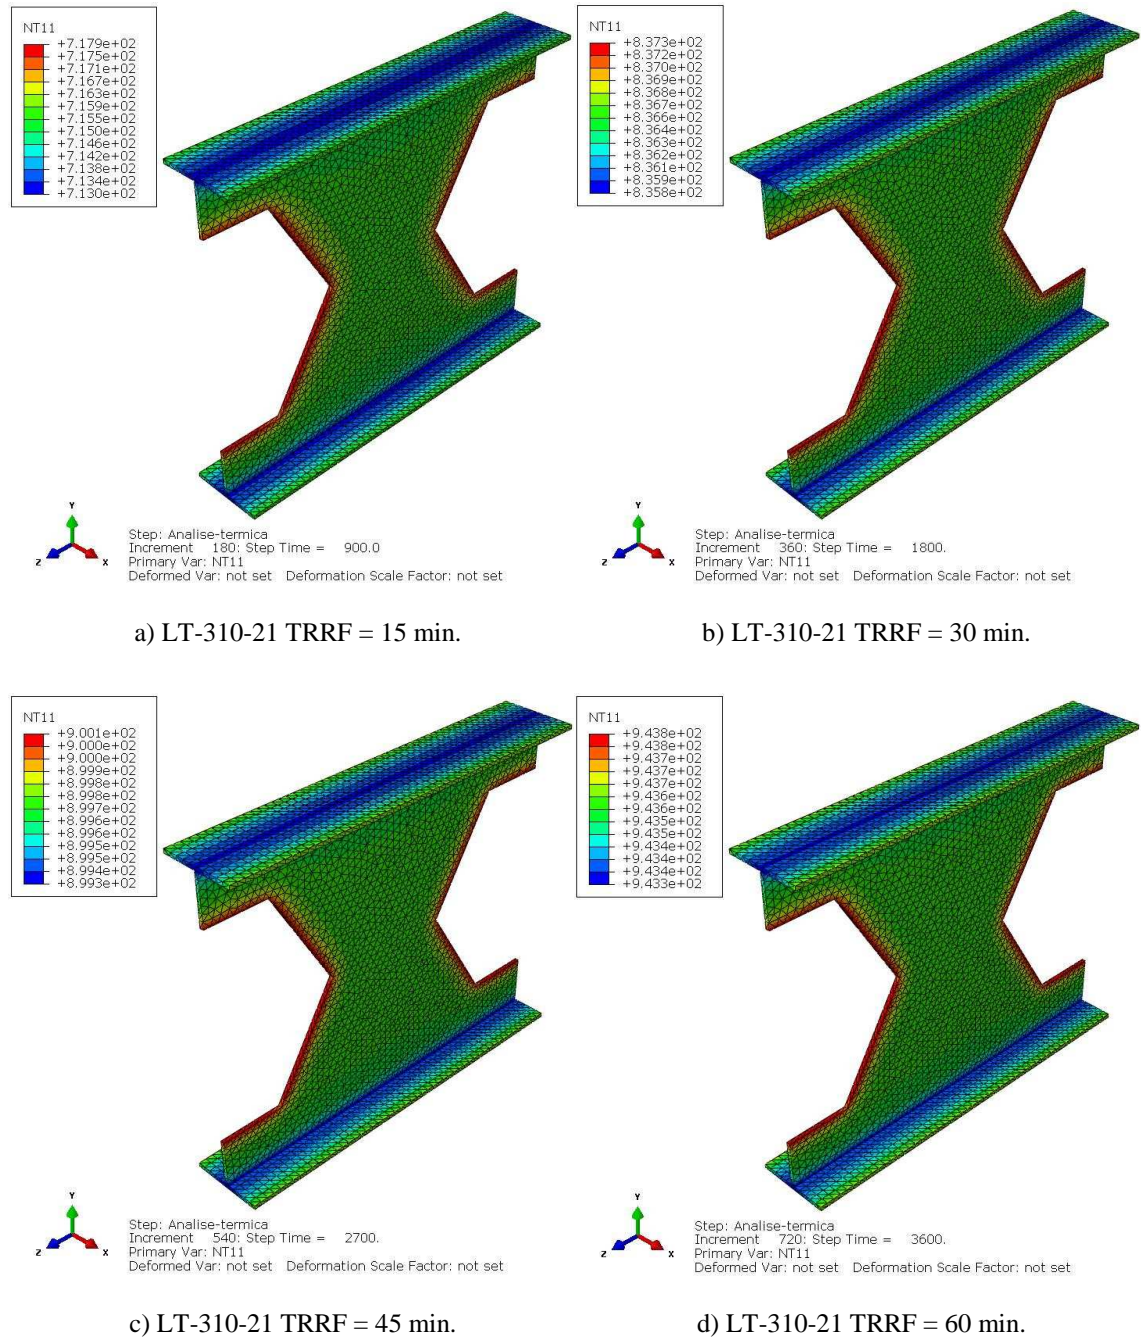 NT11
+7.179e+02
+7.175e+02
+7.171e+02
+7.167e+02
+7.163e+02
+7.159e+02
+7.155e+02
+7.150e+02
+7.146e+02
+7.142e+02
+7.138e+02
+7.134e+02
+7.130e+02
Y
Z
X
Step: Analise-termica
Increment 180: Step Time = 900.0
Primary Var: NT11
Deformed Var: not set Deformation Scale Factor: not set
a) LT-310-21 TRRF = 15 min.
NT11
+8.373e+02
+8.372e+02
+8.370e+02
+8.369e+02
+8.368e+02
+8.367e+02
+8.366e+02
+8.364e+02
+8.363e+02
+8.362e+02
+8.361e+02
+8.359e+02
+8.358e+02
Y
Z
X
Step: Analise-termica
Increment 360: Step Time = 1800.
Primary Var: NT11
Deformed Var: not set Deformation Scale Factor: not set
b) LT-310-21 TRRF = 30 min.
NT11
+9.001e+02
+9.000e+02
+9.000e+02
+8.999e+02
+8.998e+02
+8.998e+02
+8.997e+02
+8.996e+02
+8.996e+02
+8.995e+02
+8.995e+02
+8.994e+02
+8.993e+02
Y
Z
X
Step: Analise-termica
Increment 540: Step Time = 2700.
Primary Var: NT11
Deformed Var: not set Deformation Scale Factor: not set
c) LT-310-21 TRRF = 45 min.
NT11
+9.438e+02
+9.438e+02
+9.437e+02
+9.437e+02
+9.437e+02
+9.436e+02
+9.436e+02
+9.435e+02
+9.435e+02
+9.434e+02
+9.434e+02
+9.434e+02
+9.433e+02
Y
Z
X
Step: Analise-termica
Increment 720: Step Time = 3600.
Primary Var: NT11
Deformed Var: not set Deformation Scale Factor: not set
d) LT-310-21 TRRF = 60 min.